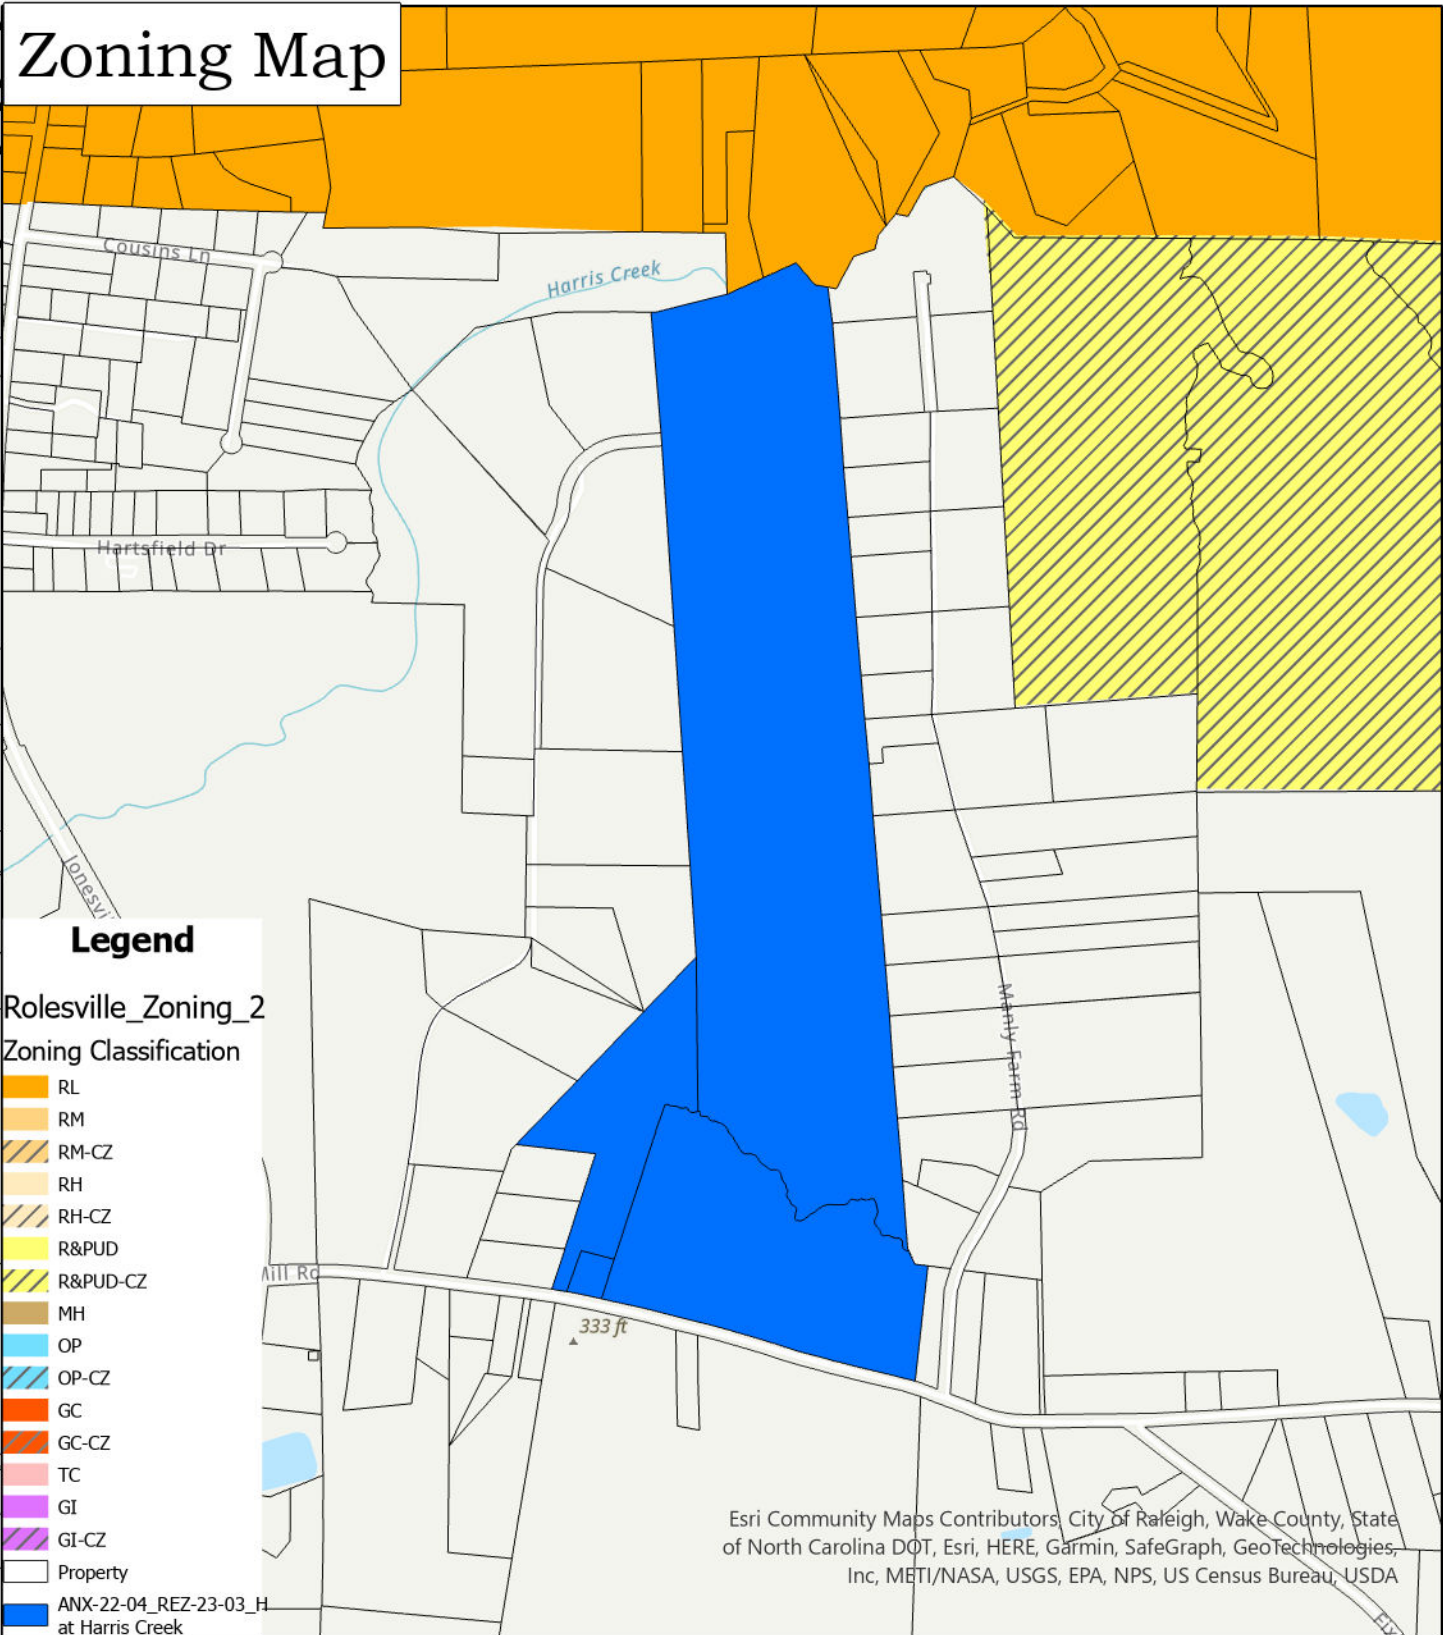 Zoning Map
Cousins Ln
Harris Creek
Hartsfield Dr
Manly Farm Rd
Mill Rd
333 ft
Legend
Rolesville_Zoning_2
Zoning Classification
RL
RM
RM-CZ
RH
RH-CZ
R&PUD
R&PUD-CZ
MH
OP
OP-CZ
GC
GC-CZ
TC
GI
GI-CZ
Property
ANX-22-04_REZ-23-03_H
at Harris Creek
Esri Community Maps Contributors, City of Raleigh, Wake County, State
of North Carolina DOT, Esri, HERE, Garmin, SafeGraph, GeoTechnologies,
Inc, METI/NASA, USGS, EPA, NPS, US Census Bureau, USDA